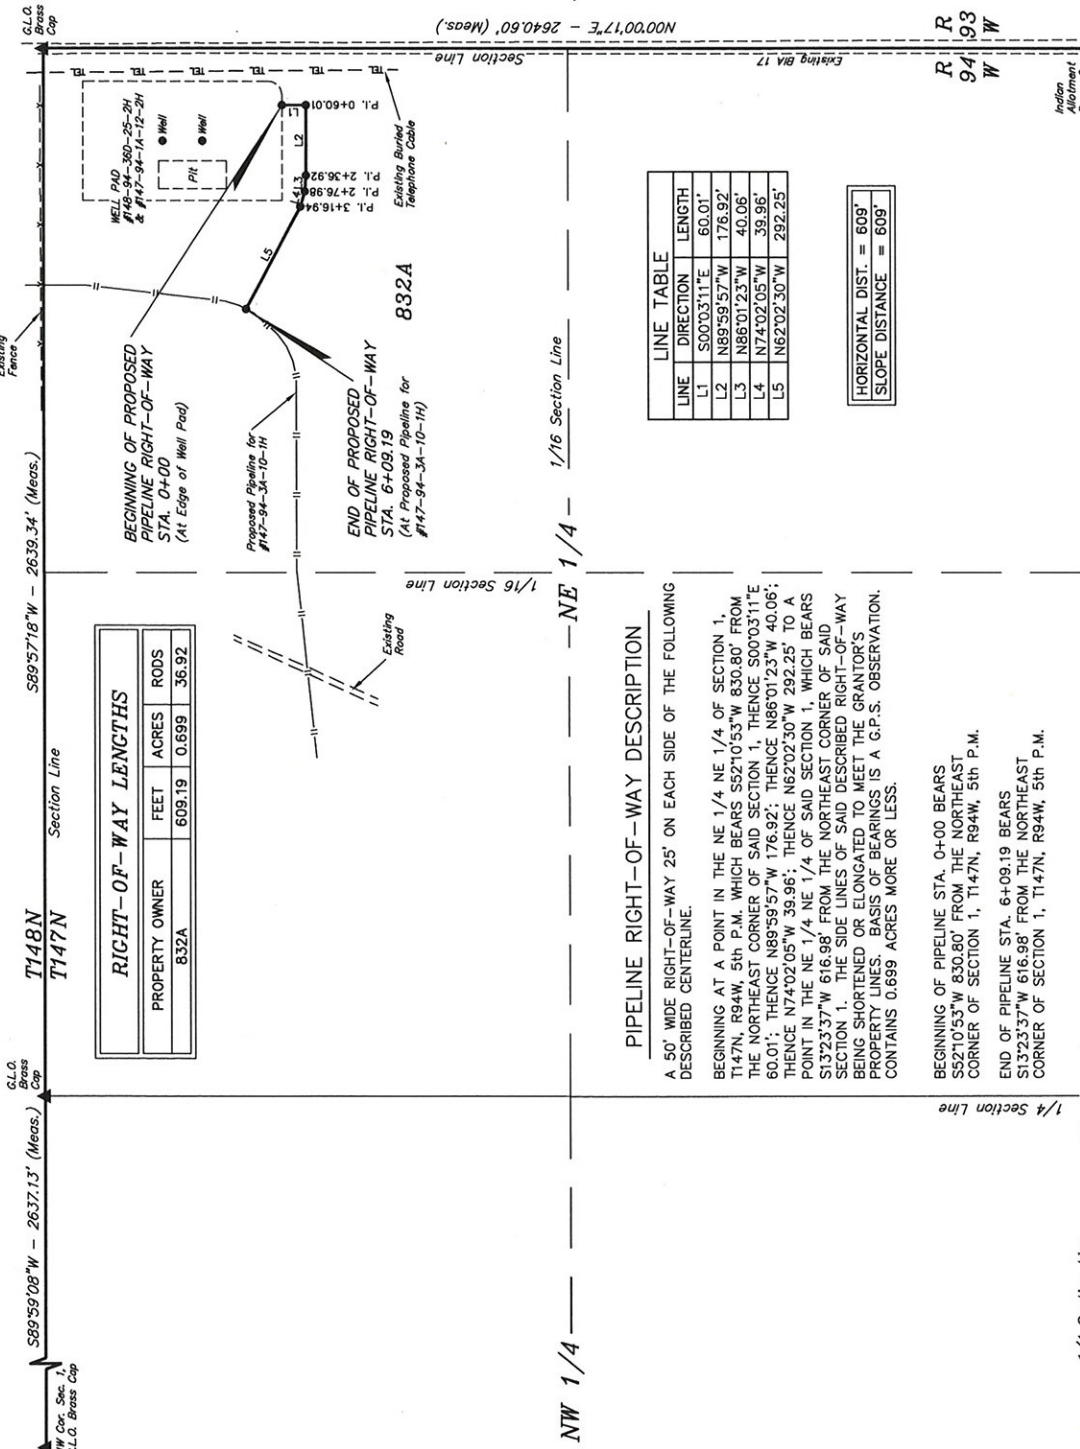 G.L.O.
Brass
Cap
S89°59'08"W - 2637.13' (Meas.)
G.L.O.
Brass
Cap
T148N
T147N
Section Line
S89°57'18"W - 2639.34' (Meas.)
Existing
Fence
W Cor. Sec. 1,
.L.O. Brass Cap
RIGHT-OF-WAY LENGTHS
PROPERTY OWNER FEET ACRES RODS
832A 609.19 0.699 36.92
BEGINNING OF PROPOSED
PIPELINE RIGHT-OF-WAY
STA. 0+00
(At Edge of Well Pad)
WELL PAD
#148-94-36D-25-2H
& #147-94-1A-12-2H
Well
Well
Pit
TEL
TEL
TEL
TEL
TEL
TEL
L1
L2
L3
L4
L5
P.I. 0+60.01
P.I. 2+36.92
P.I. 2+76.98
P.I. 3+16.94
Existing Buried
Telephone Cable
832A
Proposed Pipeline for
#147-94-3A-10-1H
END OF PROPOSED
PIPELINE RIGHT-OF-WAY
STA. 6+09.19
(At Proposed Pipeline for
#147-94-3A-10-1H)
Existing
Road
1/16 Section Line
Section Line
N00°00'17"E - 2640.60' (Meas.)
NW 1/4
NE 1/4
1/16 Section Line
Existing BIA 17
R R
94 93
W W
Indian
Allotment
PIPELINE RIGHT-OF-WAY DESCRIPTION
A 50' WIDE RIGHT-OF-WAY 25' ON EACH SIDE OF THE FOLLOWING
DESCRIBED CENTERLINE.
BEGINNING AT A POINT IN THE NE 1/4 NE 1/4 OF SECTION 1,
T147N, R94W, 5th P.M. WHICH BEARS S52°10'53"W 830.80' FROM
THE NORTHEAST CORNER OF SAID SECTION 1, THENCE S00°03'11"E
60.01'; THENCE N89°59'57"W 176.92'; THENCE N86°01'23"W 40.06';
THENCE N74°02'05"W 39.96'; THENCE N62°02'30"W 292.25' TO A
POINT IN THE NE 1/4 NE 1/4 OF SAID SECTION 1, WHICH BEARS
S13°23'37"W 616.98' FROM THE NORTHEAST CORNER OF SAID
SECTION 1. THE SIDE LINES OF SAID DESCRIBED RIGHT-OF-WAY
BEING SHORTENED OR ELONGATED TO MEET THE GRANTOR'S
PROPERTY LINES. BASIS OF BEARINGS IS A G.P.S. OBSERVATION.
CONTAINS 0.699 ACRES MORE OR LESS.
BEGINNING OF PIPELINE STA. 0+00 BEARS
S52°10'53"W 830.80' FROM THE NORTHEAST
CORNER OF SECTION 1, T147N, R94W, 5th P.M.
END OF PIPELINE STA. 6+09.19 BEARS
S13°23'37"W 616.98' FROM THE NORTHEAST
CORNER OF SECTION 1, T147N, R94W, 5th P.M.
1/4 Section Line
LINE TABLE
LINE DIRECTION LENGTH
L1 S00°03'11"E 60.01'
L2 N89°59'57"W 176.92'
L3 N86°01'23"W 40.06'
L4 N74°02'05"W 39.96'
L5 N62°02'30"W 292.25'
HORIZONTAL DIST. = 609'
SLOPE DISTANCE = 609'